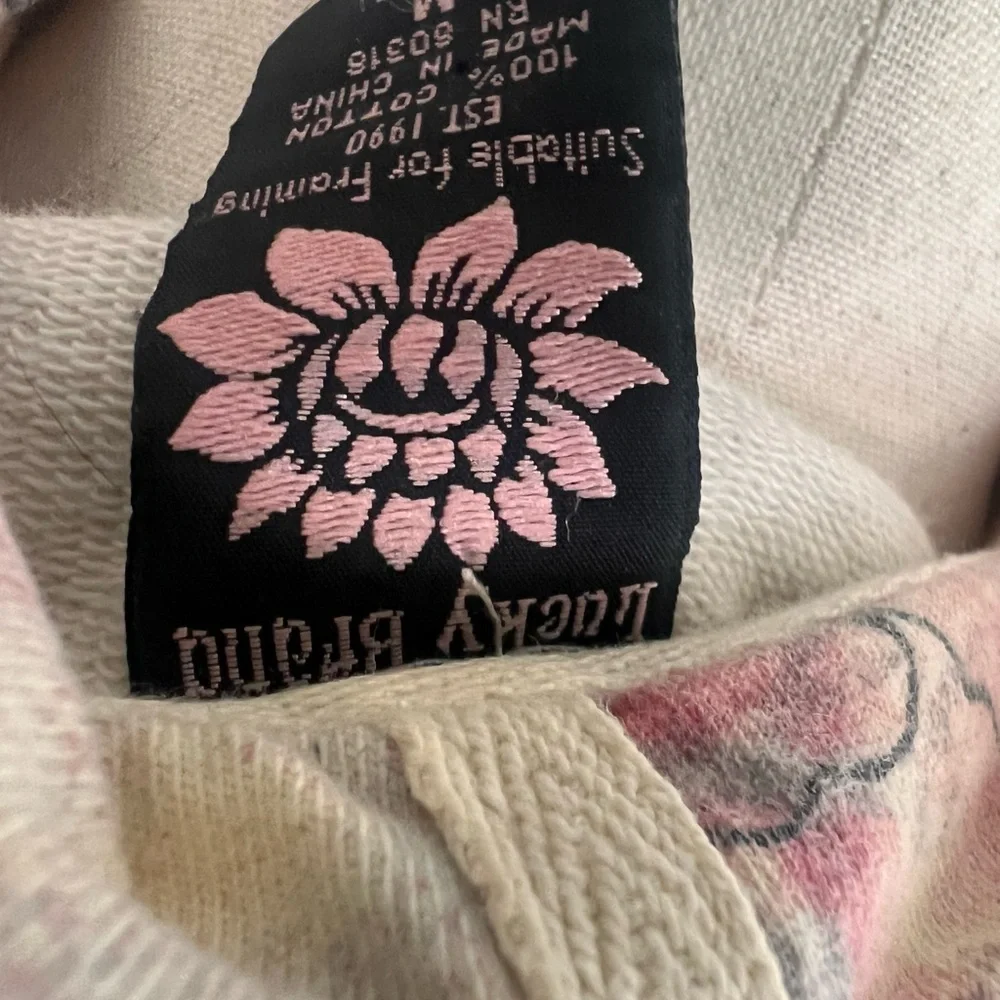 Lucky Brand
Suitable for Framing
EST. 1990
100% COTTON
MADE IN CHINA
RN 80318
M